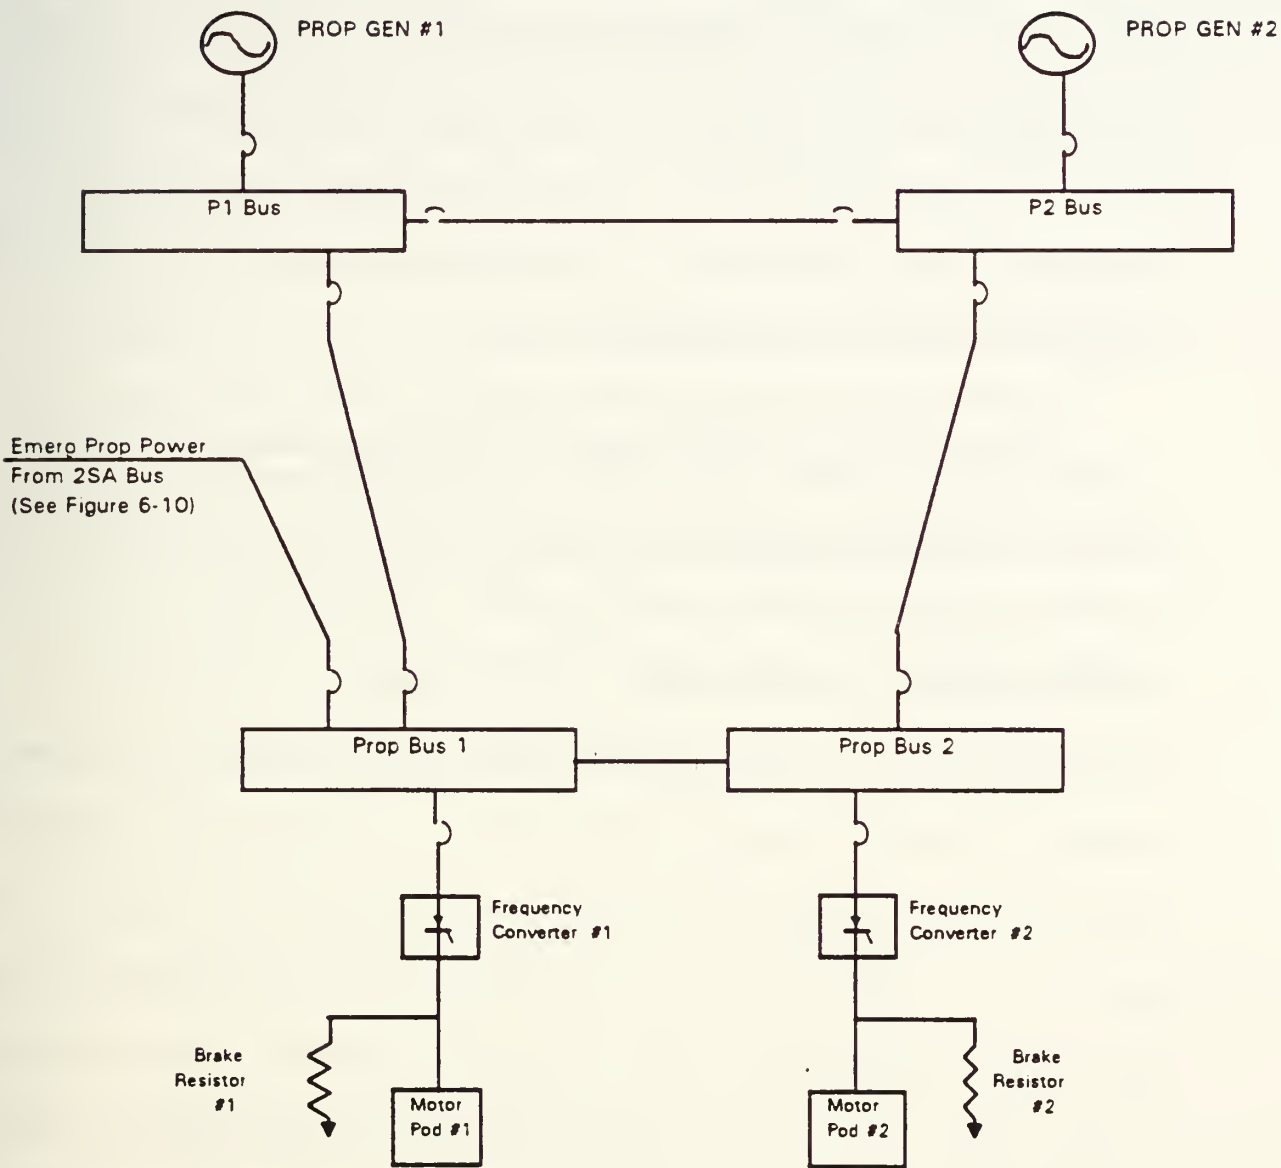 PROP GEN #1
PROP GEN #2
P1 Bus
P2 Bus
Emerg Prop Power
From 2SA Bus
(See Figure 6-10)
Prop Bus 1
Prop Bus 2
Frequency
Converter #1
Frequency
Converter #2
Brake
Resistor
#1
Motor
Pod #1
Motor
Pod #2
Brake
Resistor
#2